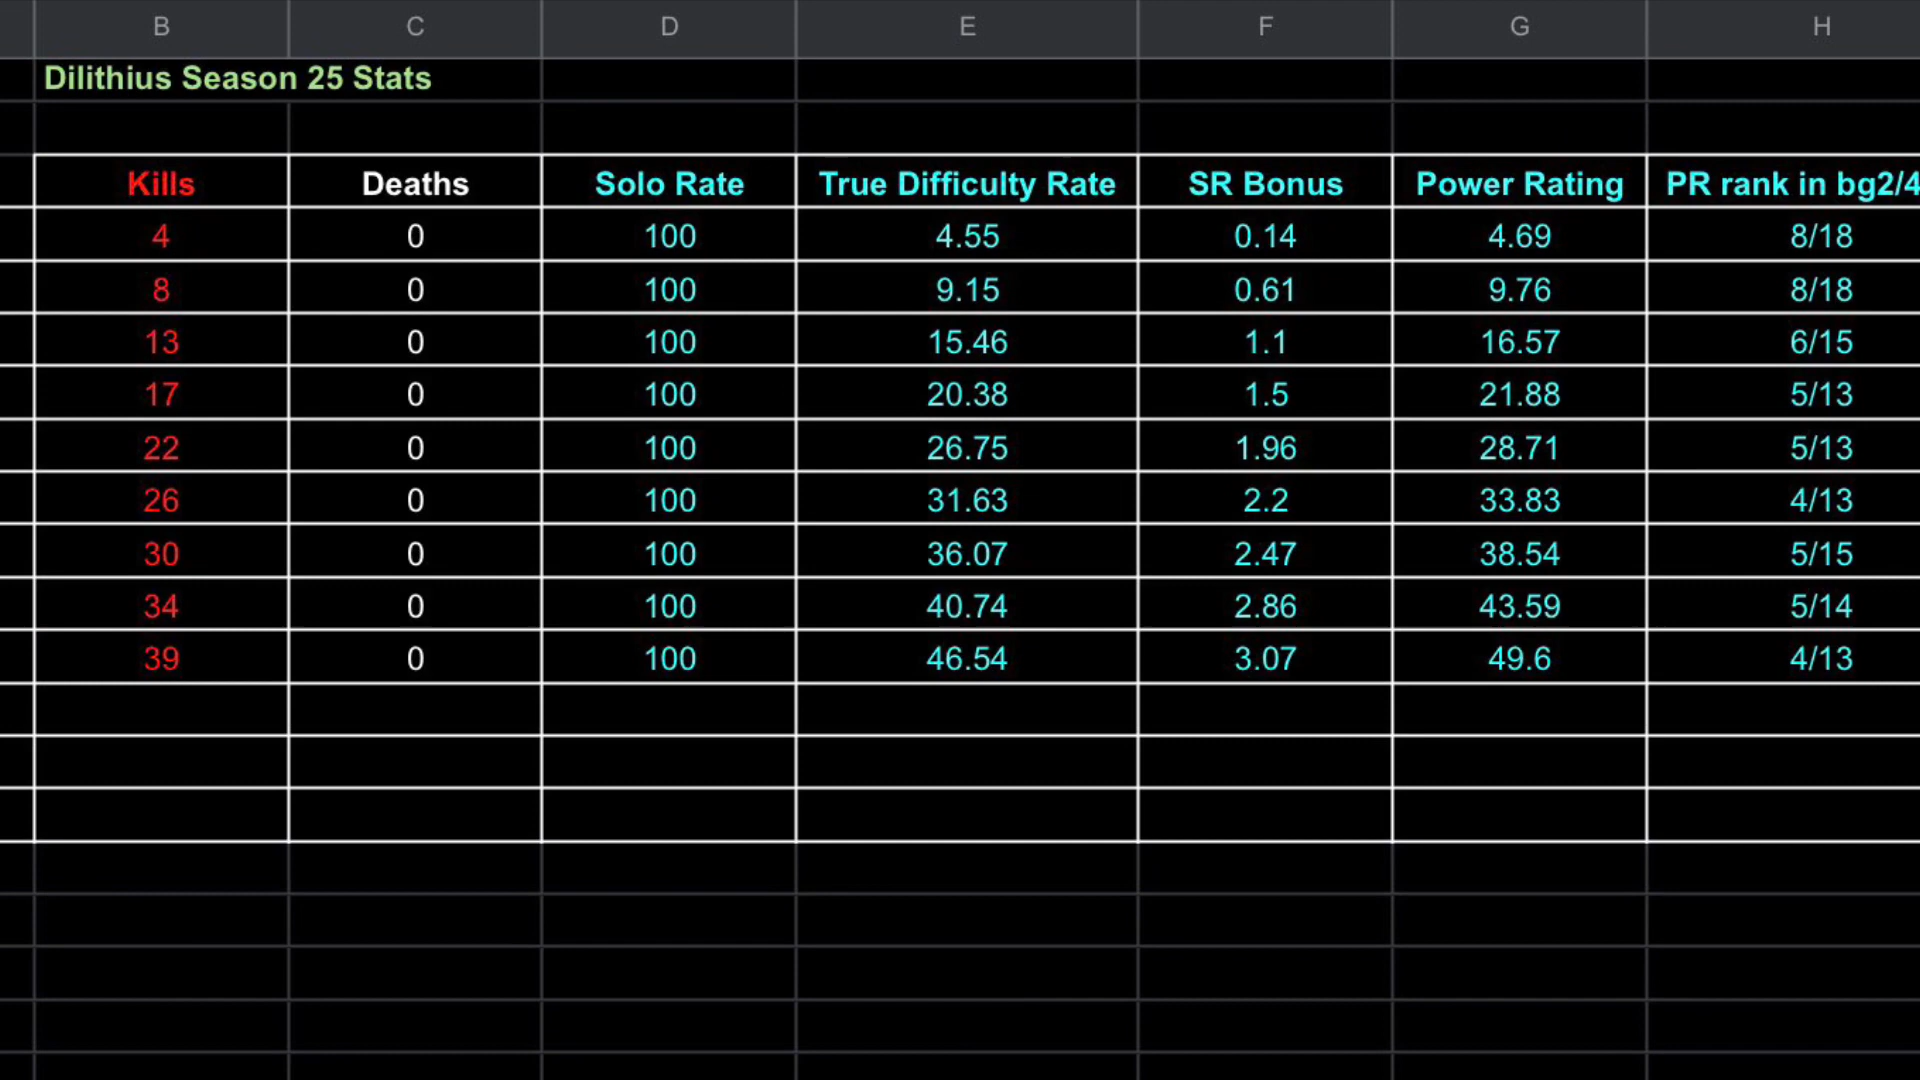 B C D E F G H
Dilithius Season 25 Stats
Kills Deaths Solo Rate True Difficulty Rate SR Bonus Power Rating PR rank in bg2/4
4 0 100 4.55 0.14 4.69 8/18
8 0 100 9.15 0.61 9.76 8/18
13 0 100 15.46 1.1 16.57 6/15
17 0 100 20.38 1.5 21.88 5/13
22 0 100 26.75 1.96 28.71 5/13
26 0 100 31.63 2.2 33.83 4/13
30 0 100 36.07 2.47 38.54 5/15
34 0 100 40.74 2.86 43.59 5/14
39 0 100 46.54 3.07 49.6 4/13